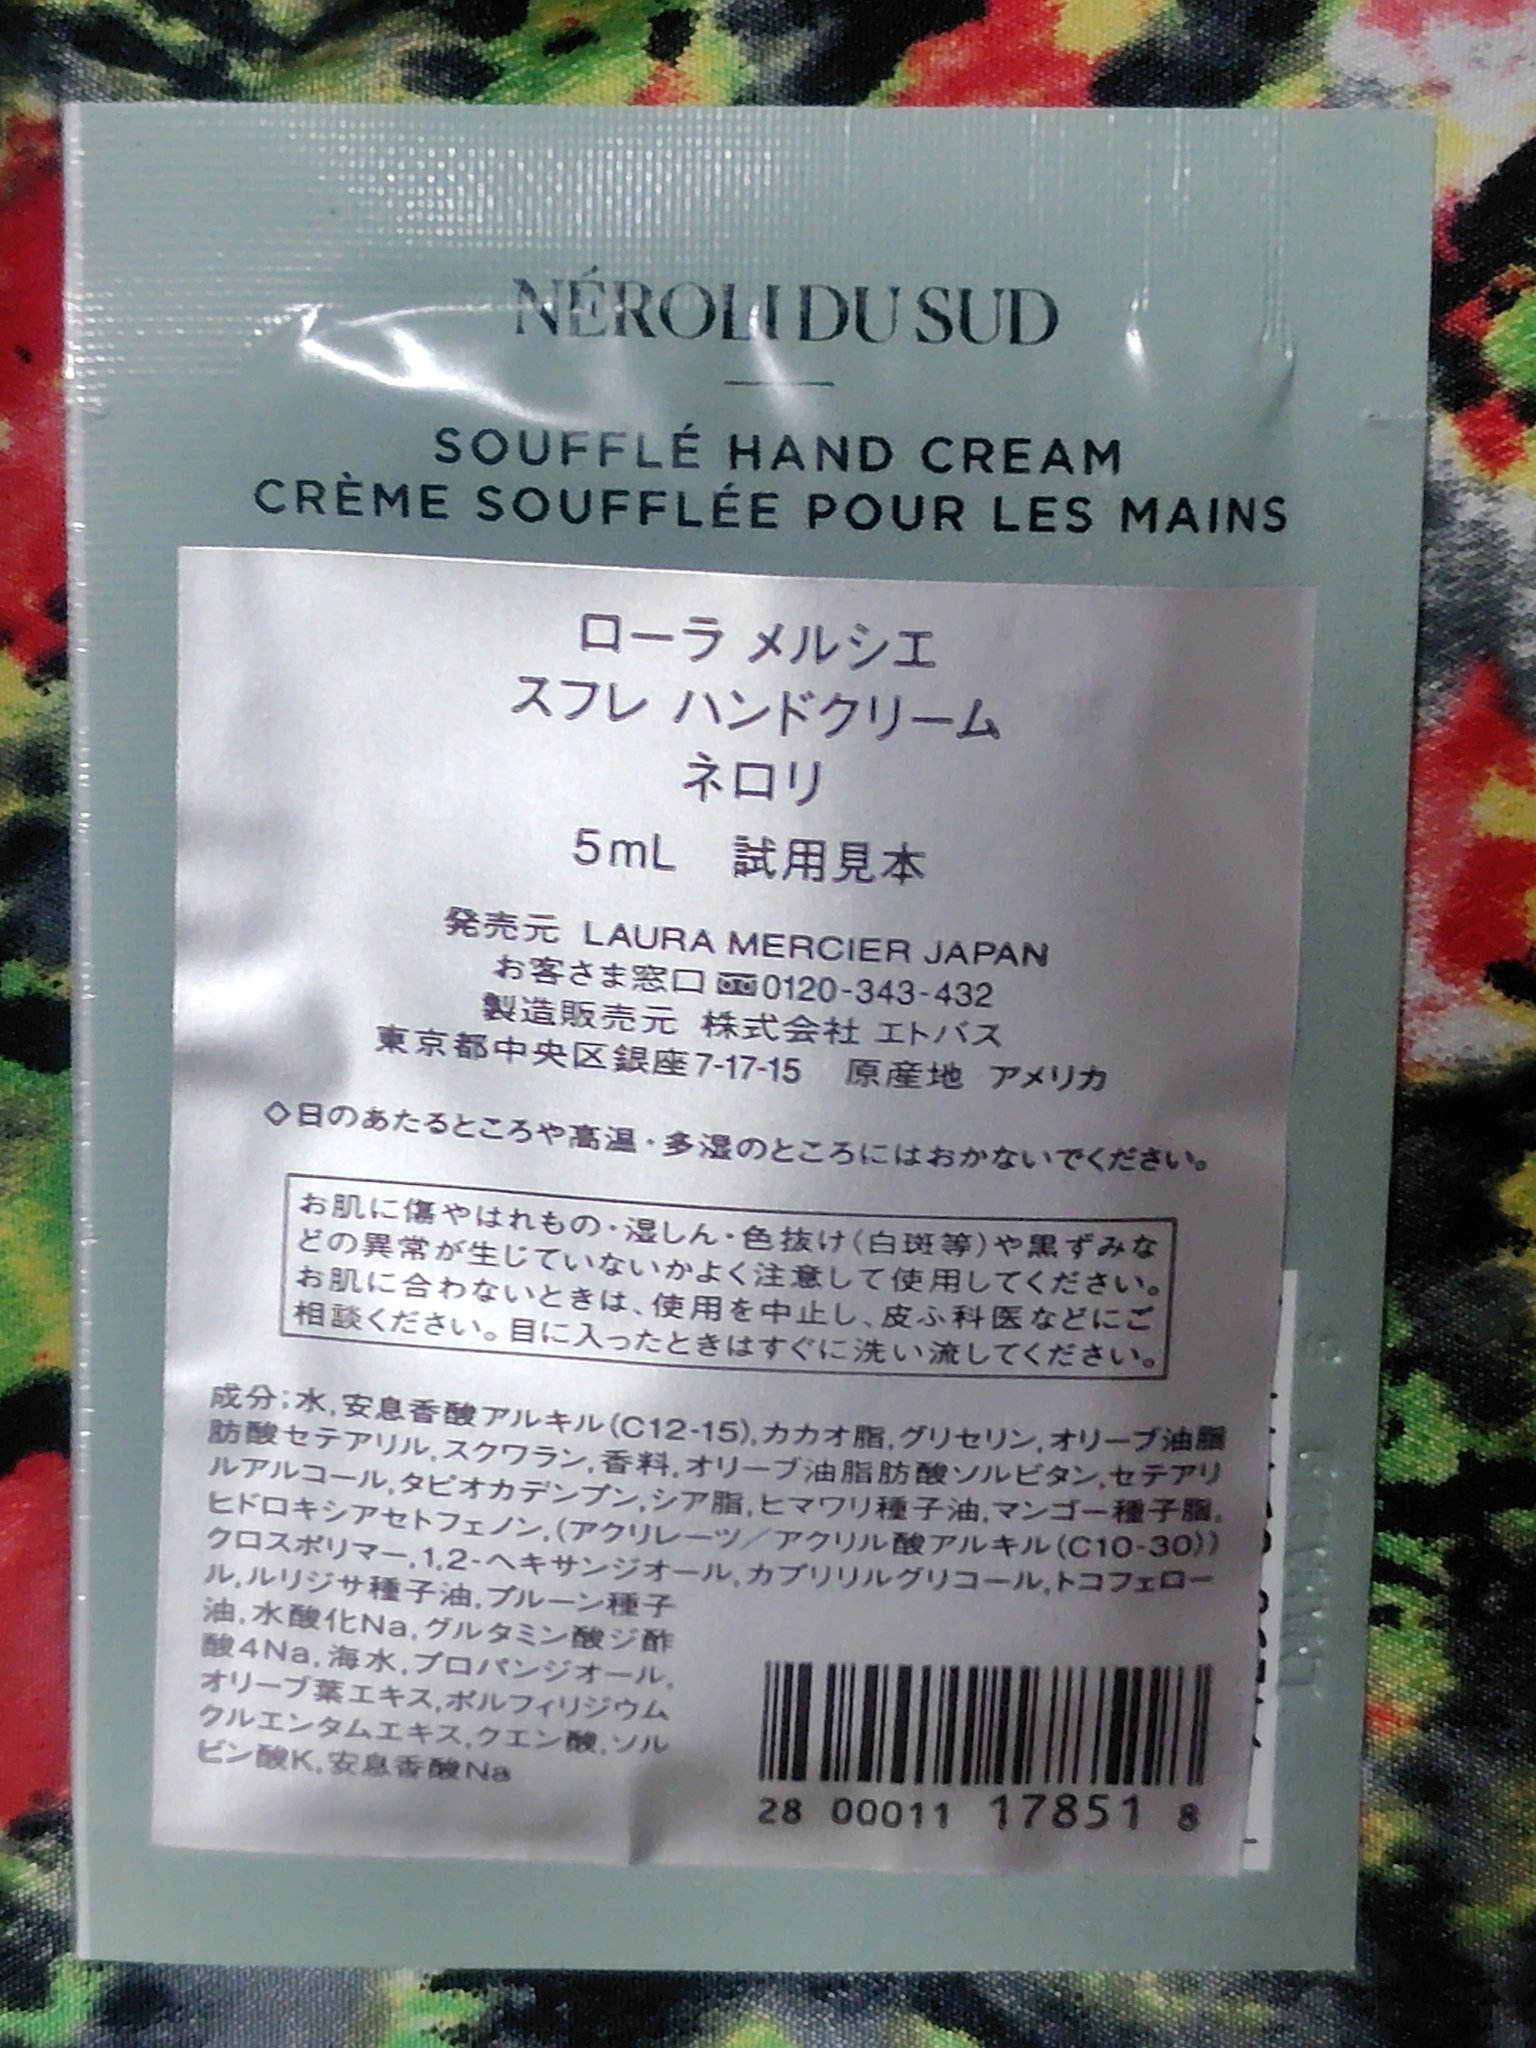 NÉROLI DU SUD
SOUFFLÉ HAND CREAM
CRÈME SOUFFLÉE POUR LES MAINS
ローラ メルシエ
スフレ ハンドクリーム
ネロリ
5mL 試用見本
発売元 LAURA MERCIER JAPAN
お客さま窓口 0120-343-432
製造販売元 株式会社 エトバス
東京都中央区銀座7-17-15 原産地 アメリカ
◇日のあたるところや高温・多湿のところにはおかないでください。
お肌に傷やはれもの・湿しん・色抜け(白斑等)や黒ずみな
どの異常が生じていないかよく注意して使用してください。
お肌に合わないときは、使用を中止し、皮ふ科医などにご
相談ください。目に入ったときはすぐに洗い流してください。
成分;水,安息香酸アルキル(C12-15),カカオ脂,グリセリン,オリーブ油脂
肪酸セテアリル,スクワラン,香料,オリーブ油脂肪酸ソルビタン,セテアリ
ルアルコール,タピオカデンプン,シア脂,ヒマワリ種子油,マンゴー種子脂,
ヒドロキシアセトフェノン,(アクリレーツ/アクリル酸アルキル(C10-30))
クロスポリマー,1,2-ヘキサンジオール,カプリリルグリコール,トコフェロー
ル,ルリジサ種子油,プルーン種子
油,水酸化Na,グルタミン酸ジ酢
酸4Na,海水,プロパンジオール,
オリーブ葉エキス,ポルフィリジウム
クルエンタムエキス,クエン酸,ソル
ビン酸K,安息香酸Na
28 00011 17851 8